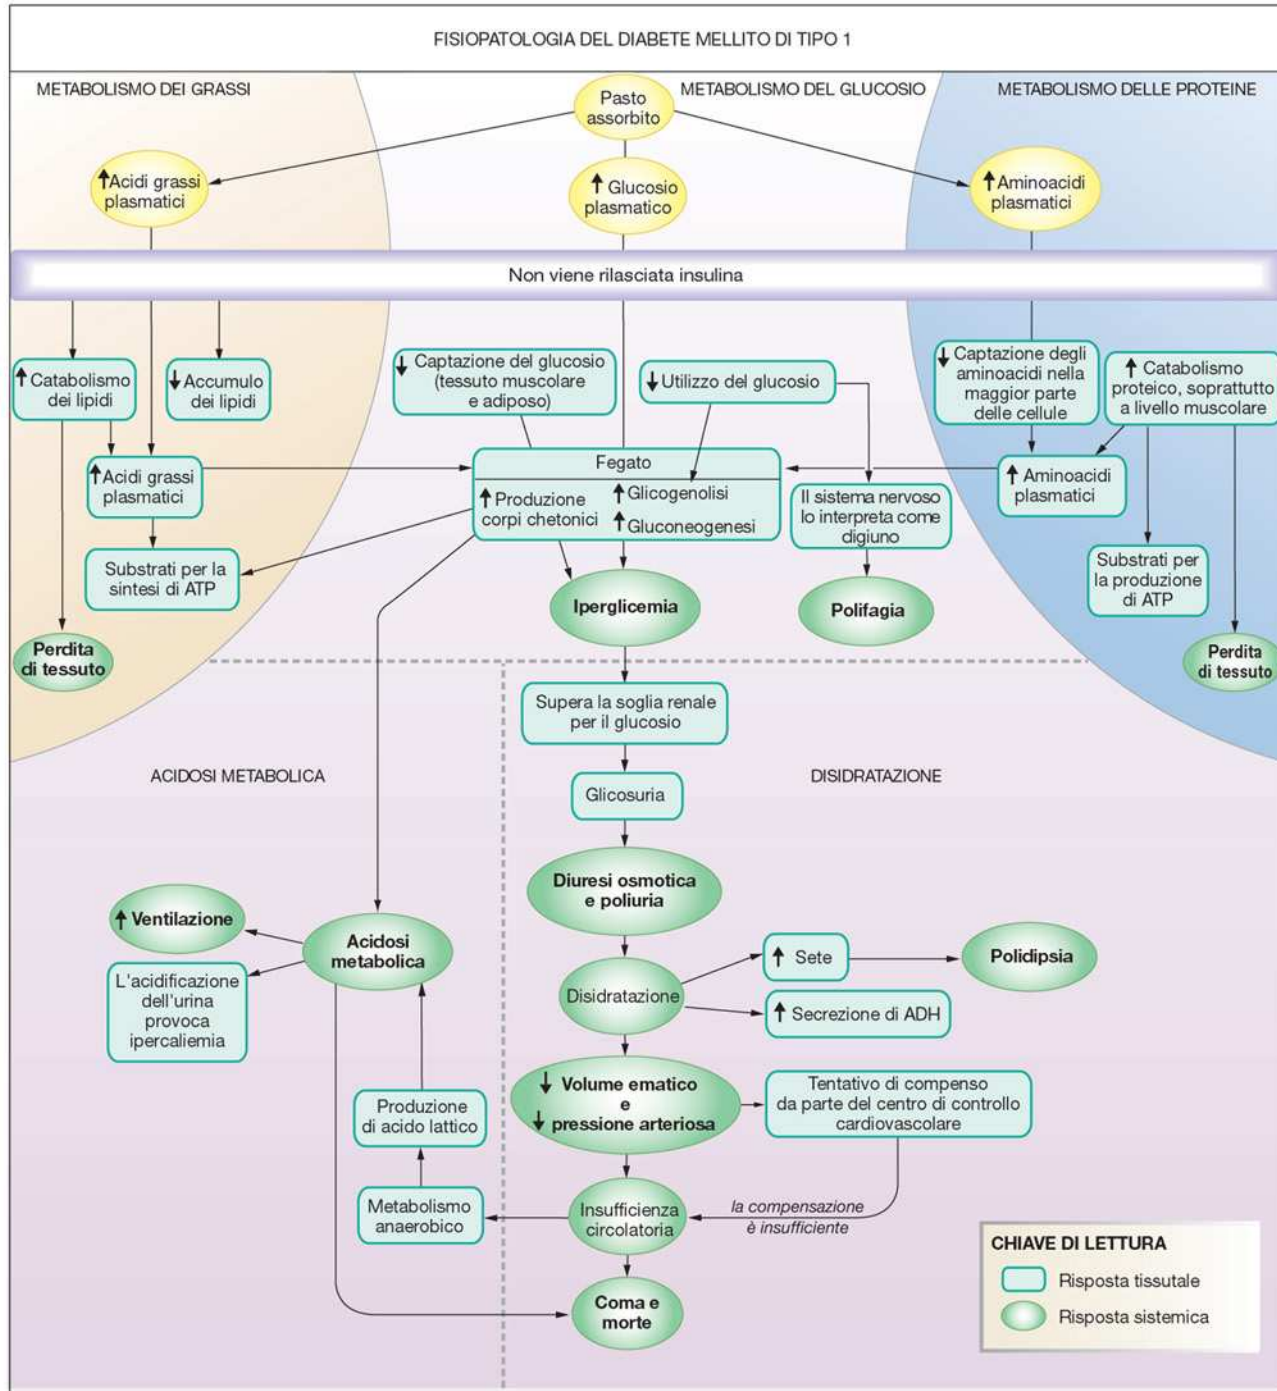 FISIOPATOLOGIA DEL DIABETE MELLITO DI TIPO 1
METABOLISMO DEI GRASSI
METABOLISMO DEL GLUCOSIO
METABOLISMO DELLE PROTEINE
Pasto
assorbito
↑Acidi grassi
plasmatici
↑ Glucosio
plasmatico
↑Aminoacidi
plasmatici
Non viene rilasciata insulina
↑ Catabolismo
dei lipidi
↓ Accumulo
dei lipidi
↓ Captazione del glucosio
(tessuto muscolare
e adiposo)
↓ Utilizzo del glucosio
↓ Captazione degli
aminoacidi nella
maggior parte
delle cellule
↑ Catabolismo
proteico, soprattutto
a livello muscolare
↑Acidi grassi
plasmatici
Fegato
↑ Produzione
corpi chetonici
↑ Glicogenolisi
↑ Gluconeogenesi
Il sistema nervoso
lo interpreta come
digiuno
↑ Aminoacidi
plasmatici
Substrati per la
sintesi di ATP
Substrati per
la produzione
di ATP
Iperglicemia
Polifagia
Perdita
di tessuto
Perdita
di tessuto
Supera la soglia renale
per il glucosio
ACIDOSI METABOLICA
DISIDRATAZIONE
Glicosuria
Diuresi osmotica
e poliuria
↑ Ventilazione
Acidosi
metabolica
↑ Sete
Polidipsia
L'acidificazione
dell'urina
provoca
ipercaliemia
Disidratazione
↑ Secrezione di ADH
↓ Volume ematico
e
↓ pressione arteriosa
Tentativo di compenso
da parte del centro di controllo
cardiovascolare
Produzione
di acido lattico
Metabolismo
anaerobico
Insufficienza
circolatoria
la compensazione
è insufficiente
Coma e
morte
CHIAVE DI LETTURA
Risposta tissutale
Risposta sistemica